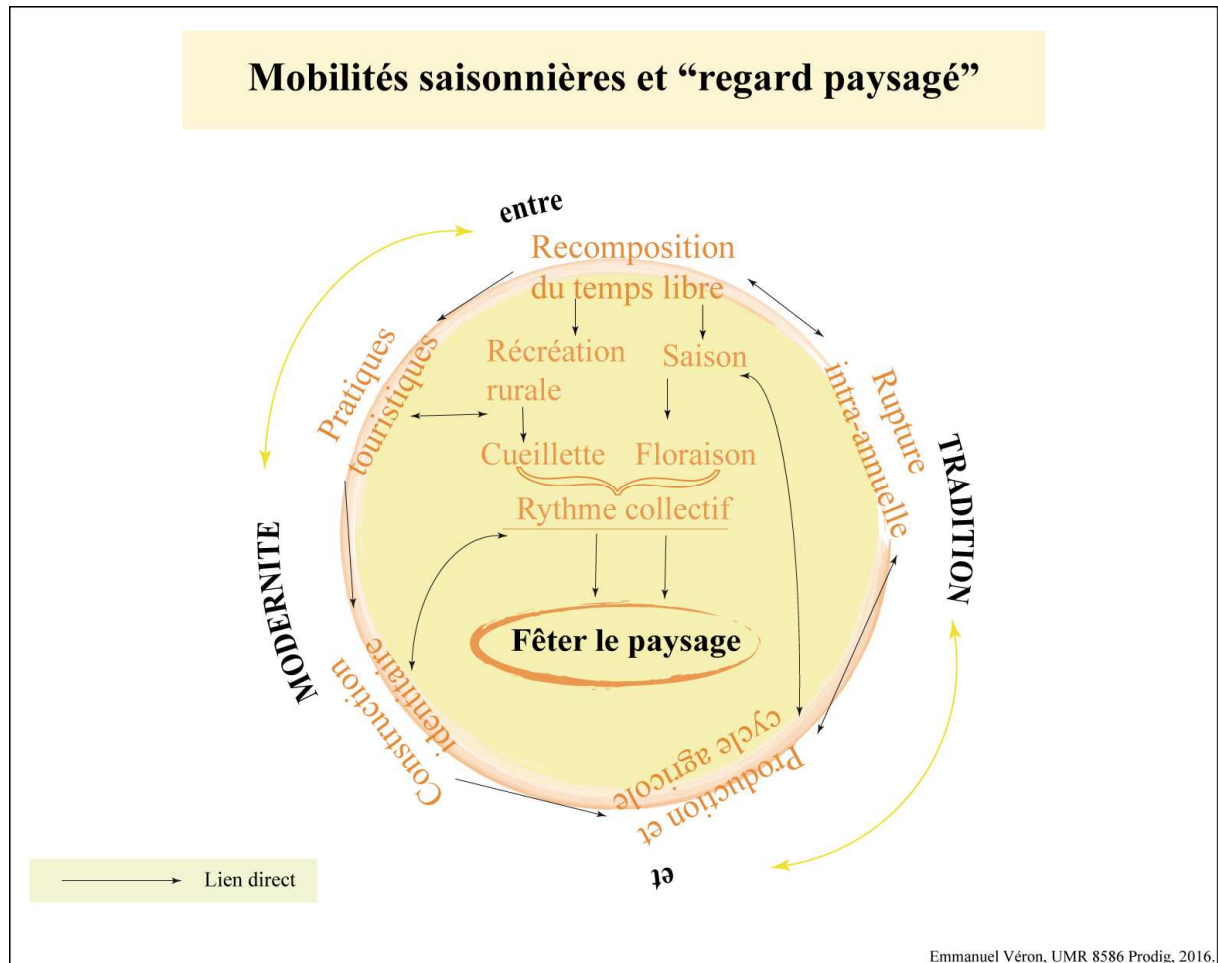 Mobilités saisonnières et “regard paysagé”
entre
Recomposition
du temps libre
Pratiques
touristiques
Récréation
rurale
Saison
Rupture
intra-annuelle
Cueillette
Floraison
Rythme collectif
MODERNITE
TRADITION
Fêter le paysage
Construction
identitaire
Production et
cycle agricole
et
Lien direct
Emmanuel Véron, UMR 8586 Prodig, 2016.